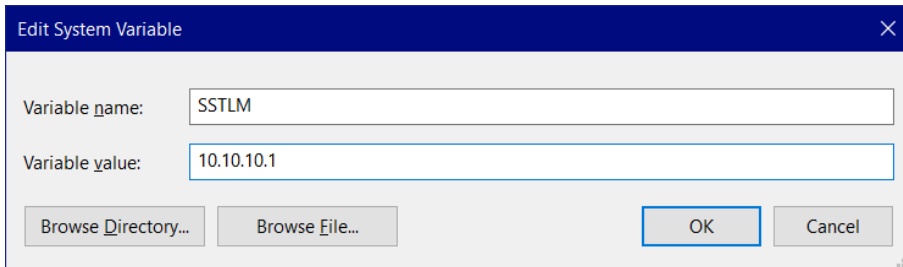 Edit System Variable
Variable name: SSTLM
Variable value: 10.10.10.1
Browse Directory... Browse File... OK Cancel